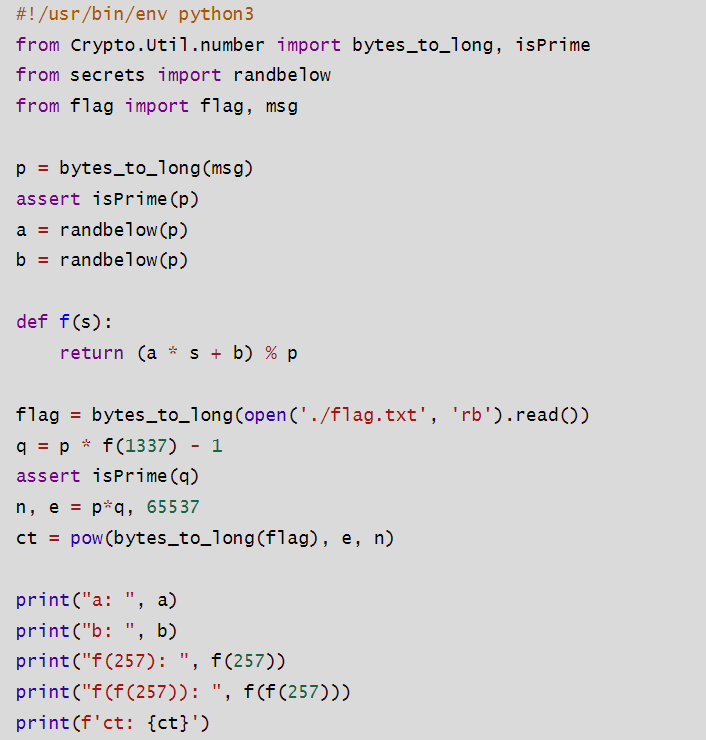 #!/usr/bin/env python3
from Crypto.Util.number import bytes_to_long, isPrime
from secrets import randbelow
from flag import flag, msg
p = bytes_to_long(msg)
assert isPrime(p)
a = randbelow(p)
b = randbelow(p)
def f(s):
    return (a * s + b) % p
flag = bytes_to_long(open('./flag.txt', 'rb').read())
q = p * f(1337) - 1
assert isPrime(q)
n, e = p*q, 65537
ct = pow(bytes_to_long(flag), e, n)
print("a: ", a)
print("b: ", b)
print("f(257): ", f(257))
print("f(f(257)): ", f(f(257)))
print(f'ct: {ct}')